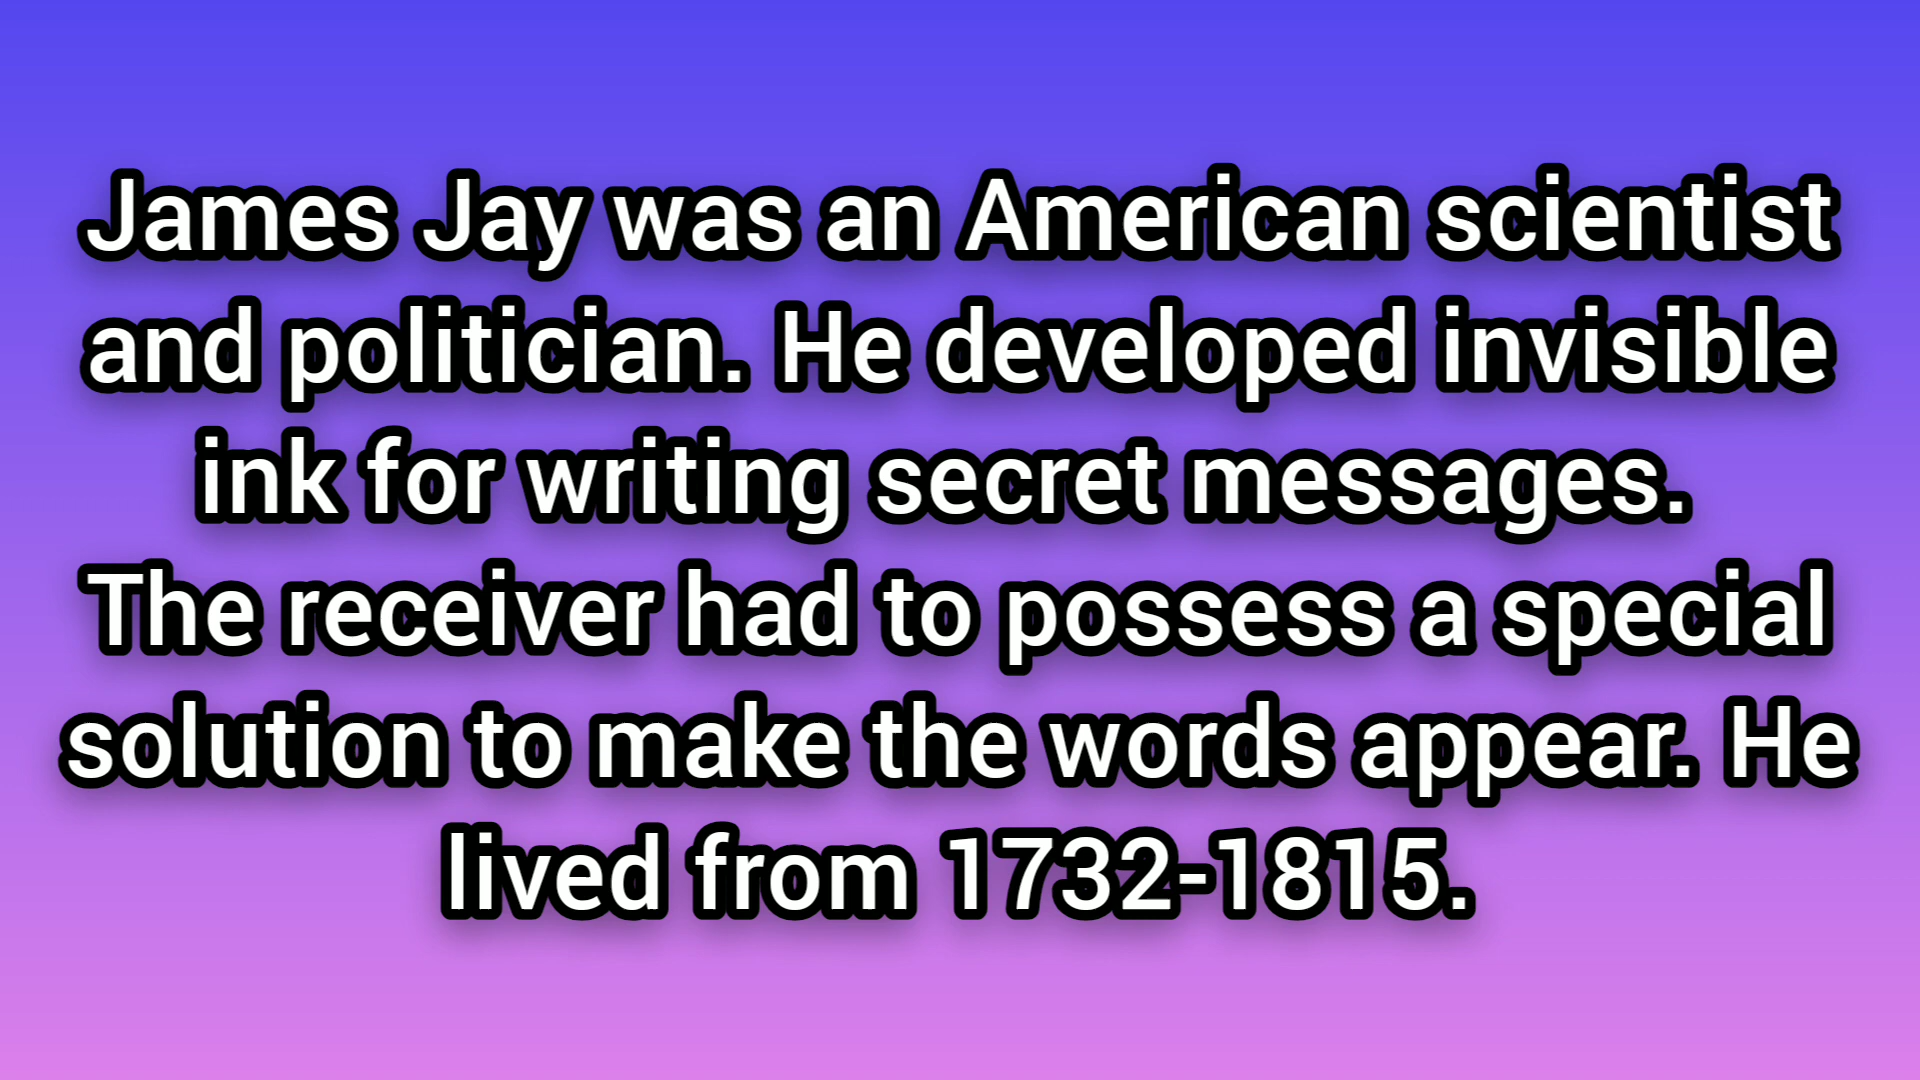 James Jay was an American scientist
and politician. He developed invisible
ink for writing secret messages.
The receiver had to possess a special
solution to make the words appear. He
lived from 1732-1815.